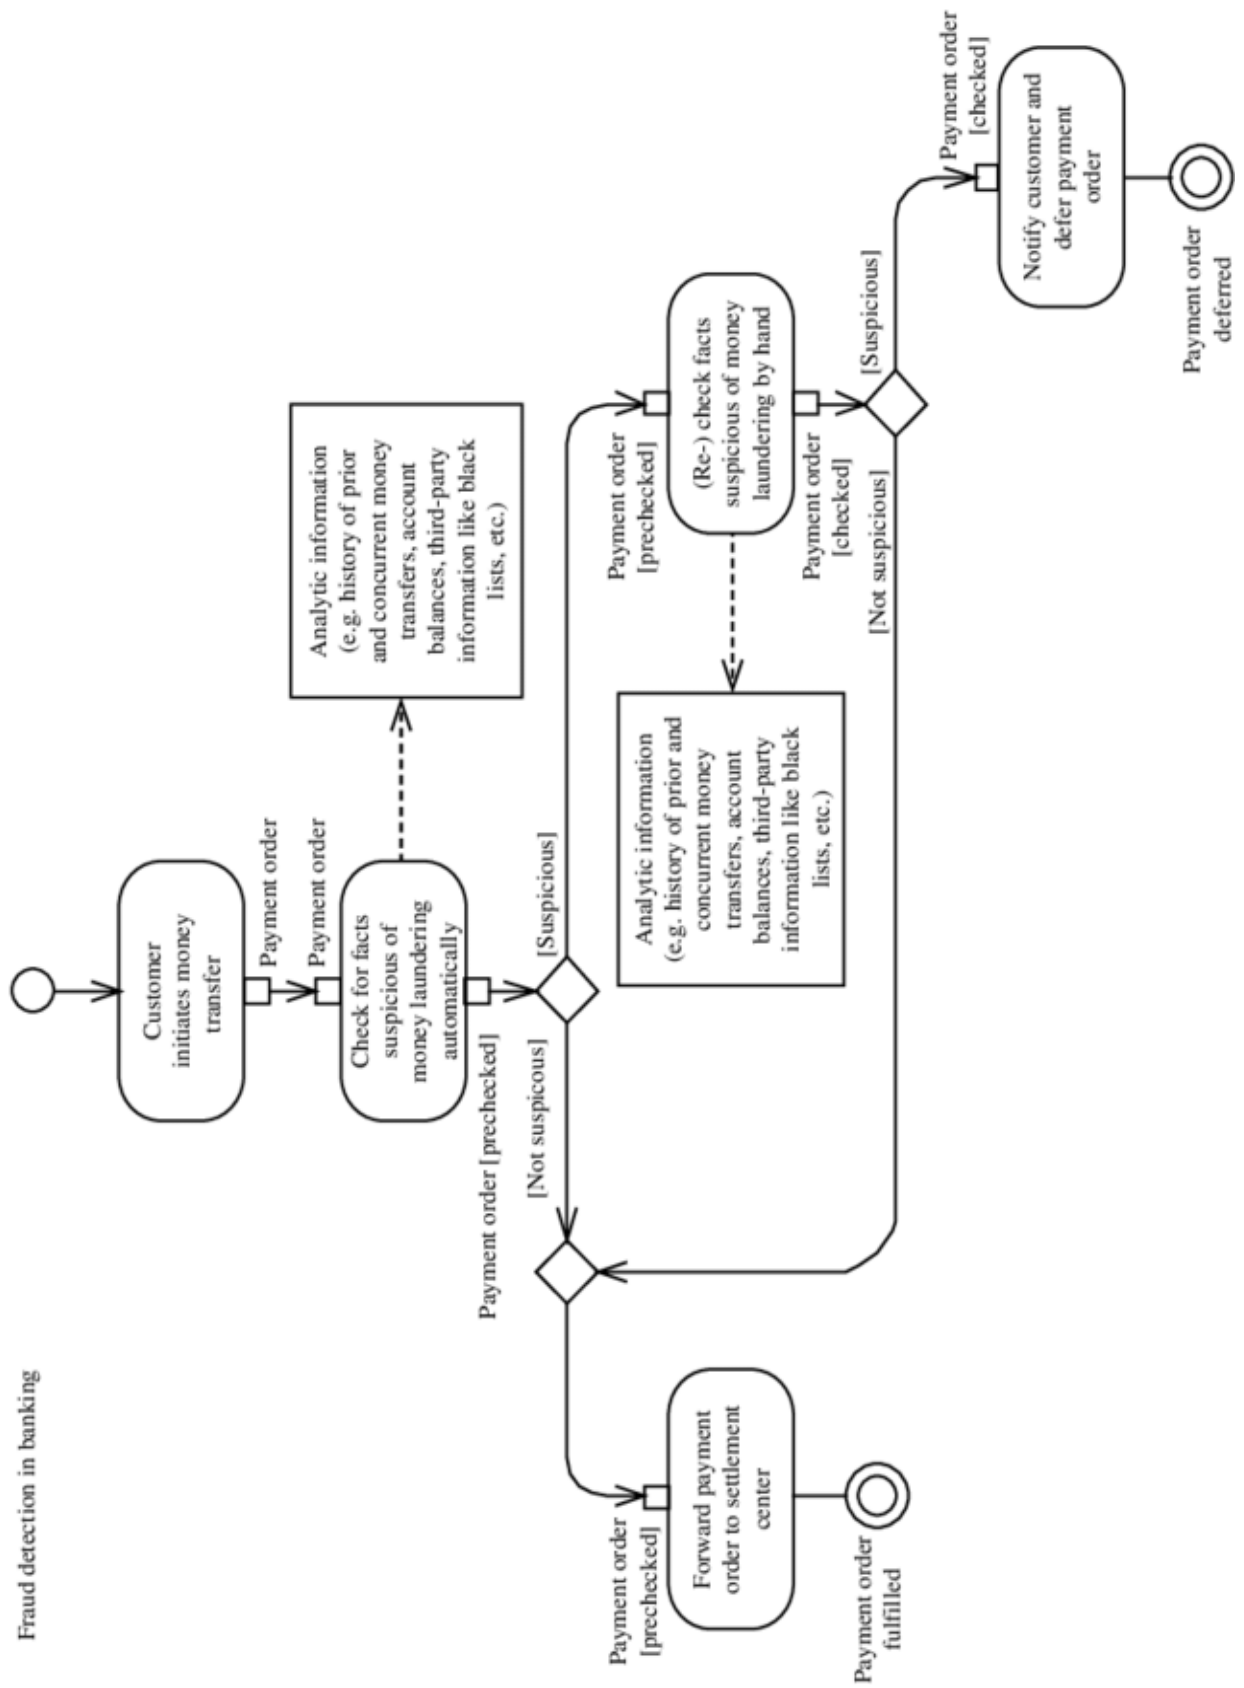 Fraud detection in banking
Customer
initiates money
transfer
Payment order
Payment order
Check for facts
suspicious of
money laundering
automatically
Analytic information
(e.g. history of prior
and concurrent money
transfers, account
balances, third-party
information like black
lists, etc.)
Payment order [prechecked]
[Not suspicous]
[Suspicious]
Payment order
[prechecked]
(Re-) check facts
suspicious of money
laundering by hand
Analytic information
(e.g. history of prior and
concurrent money
transfers, account
balances, third-party
information like black
lists, etc.)
Payment order
[checked]
[Not suspicious]
[Suspicious]
Payment order
[prechecked]
Forward payment
order to settlement
center
Payment order
fulfilled
Payment order
[checked]
Notify customer and
defer payment
order
Payment order
deferred